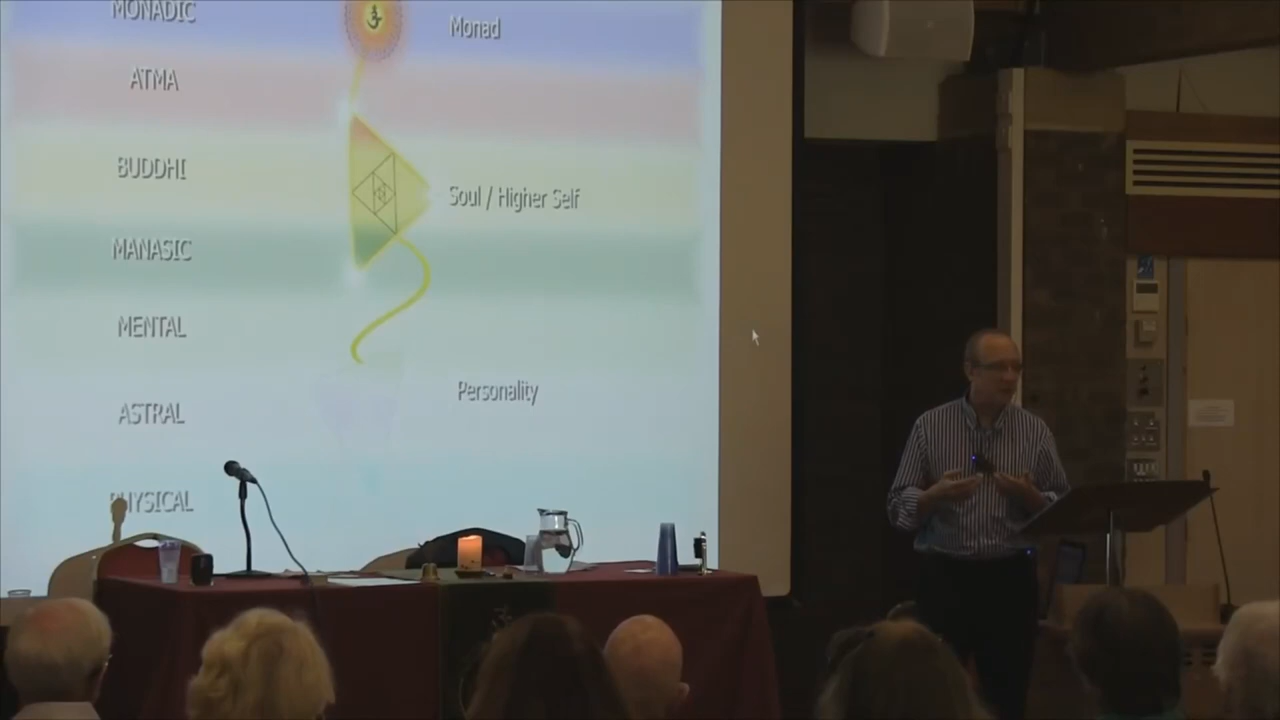 MONADIC
Monad
ATMA
BUDDHI
Soul / Higher Self
MANASIC
MENTAL
Personality
ASTRAL
PHYSICAL